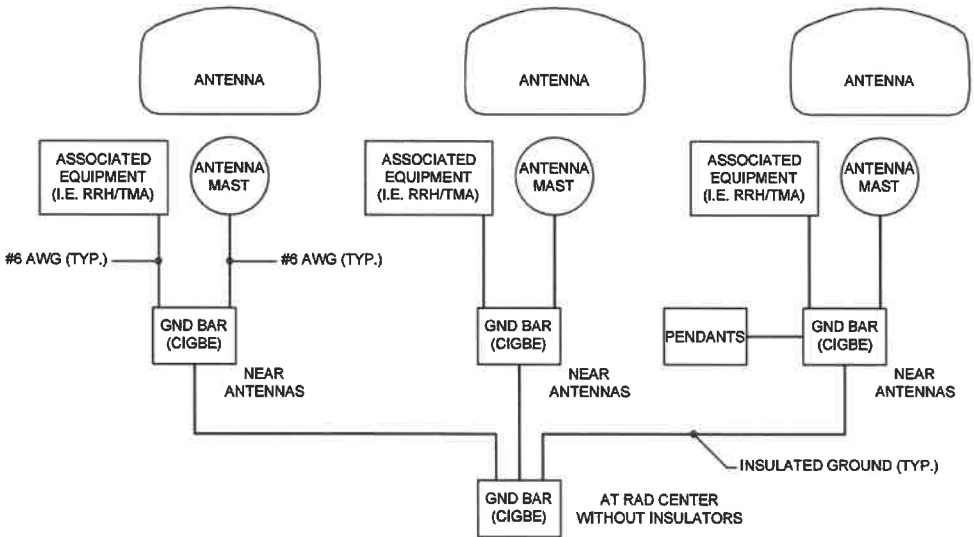 ANTENNA
ANTENNA
ANTENNA
ASSOCIATED
EQUIPMENT
(I.E. RRH/TMA)
ANTENNA
MAST
ASSOCIATED
EQUIPMENT
(I.E. RRH/TMA)
ANTENNA
MAST
ASSOCIATED
EQUIPMENT
(I.E. RRH/TMA)
ANTENNA
MAST
#6 AWG (TYP.)
#6 AWG (TYP.)
GND BAR
(CIGBE)
NEAR
ANTENNAS
GND BAR
(CIGBE)
NEAR
ANTENNAS
PENDANTS
GND BAR
(CIGBE)
NEAR
ANTENNAS
INSULATED GROUND (TYP.)
GND BAR
(CIGBE)
AT RAD CENTER
WITHOUT INSULATORS